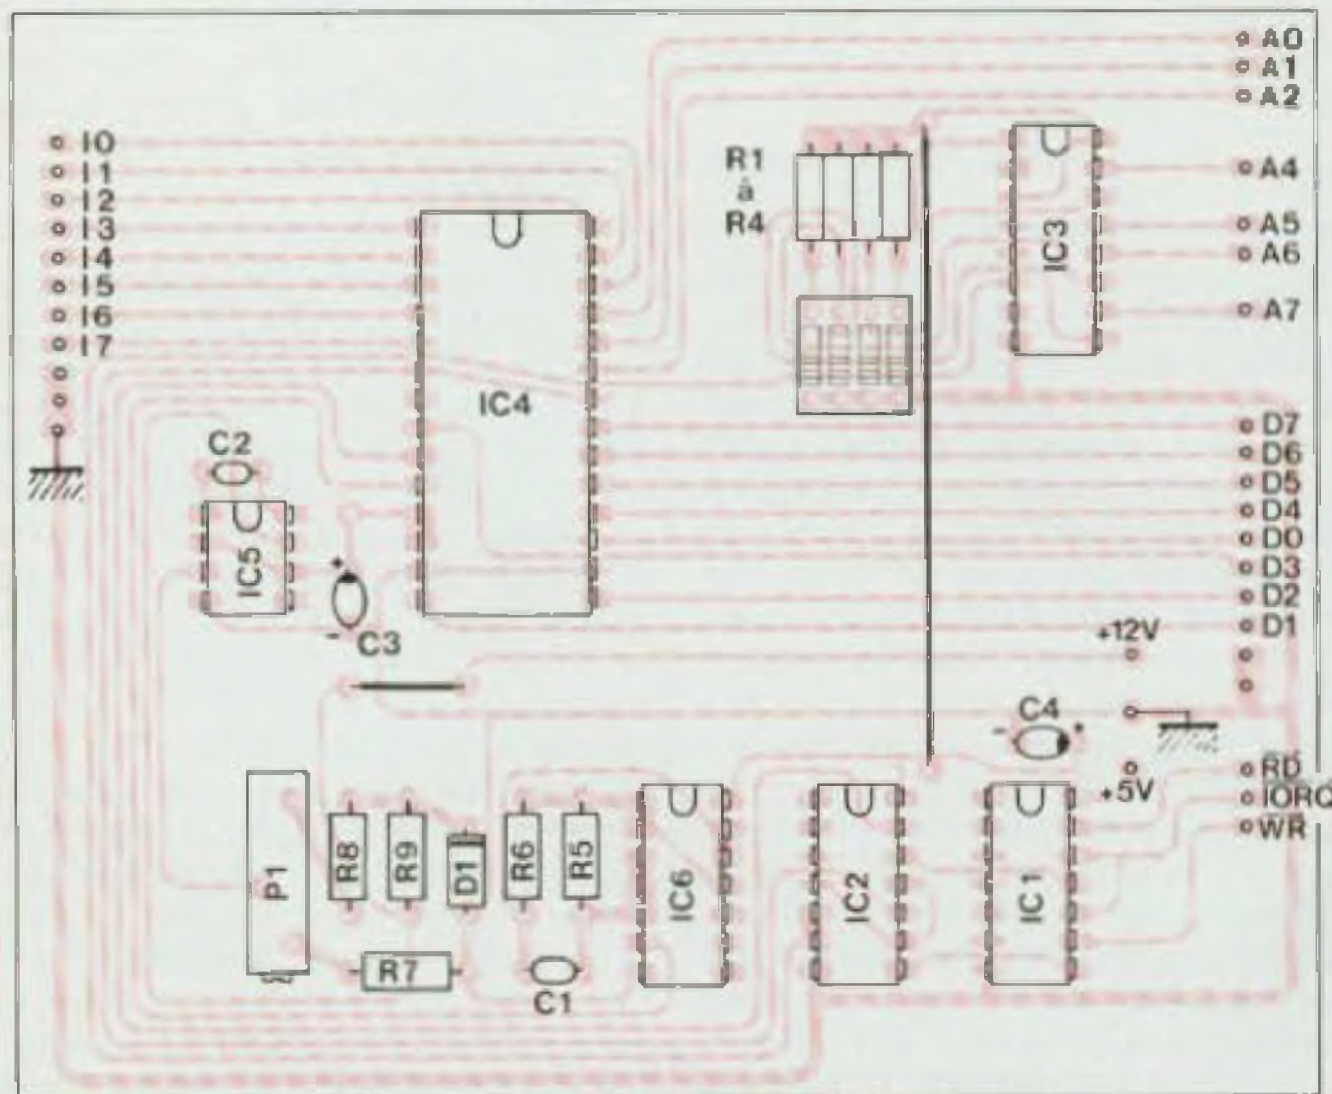 A0
A1
A2
I0
I1
I2
I3
I4
I5
I6
I7
R1
à
R4
IC3
A4
A5
A6
A7
IC4
C2
IC5
+
-
C3
D7
D6
D5
D4
D0
D3
D2
D1
+12V
C4
-
+
+5V
RD
IORQ
WR
P1
R8
R9
D1
R6
R5
IC6
IC2
IC1
R7
C1